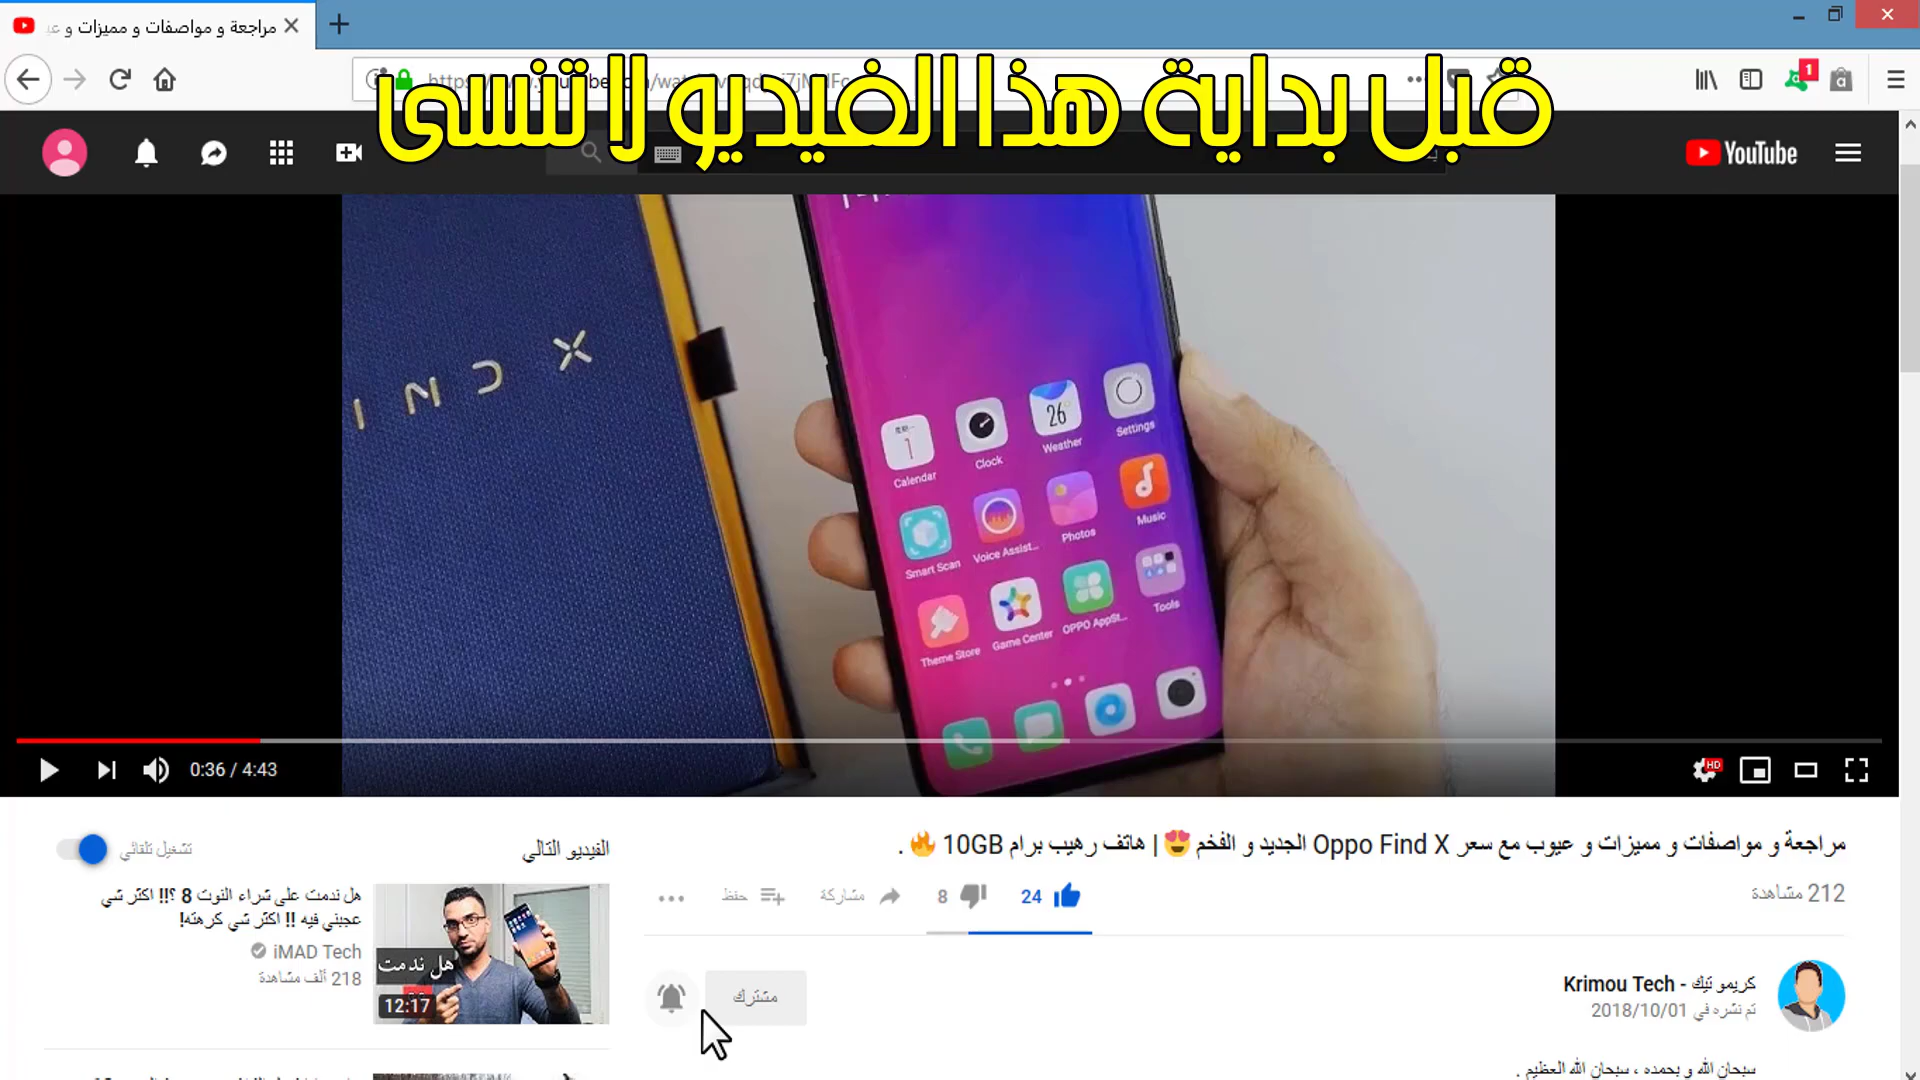 مراجعة و مواصفات و مميزات و
قبل بداية هذا الفيديو لا تنسى
YouTube
I N D X
Calendar
Clock
26
Weather
Settings
Smart Scan
Voice Assist...
Photos
Music
Theme Store
Game Center
OPPO AppSt...
Tools
0:36 / 4:43
HD
مراجعة و مواصفات و مميزات و عيوب مع سعر Oppo Find X الجديد و الفخم 😍 | هاتف رهيب برام 10GB 🔥 .
212 مشاهدة
24
8
مشاركة
حفظ
مشترك
كريمو تيك - Krimou Tech
تم نشره في 2018/10/01
سبحان الله و بحمده ، سبحان الله العظيم .
الفيديو التالي
تشغيل تلقائي
هل ندمت على شراء النوت 8 ؟!! اكثر شي
عجبني فيه !! اكثر شي كرهته!
iMAD Tech
218 ألف مشاهدة
هل ندمت
12:17